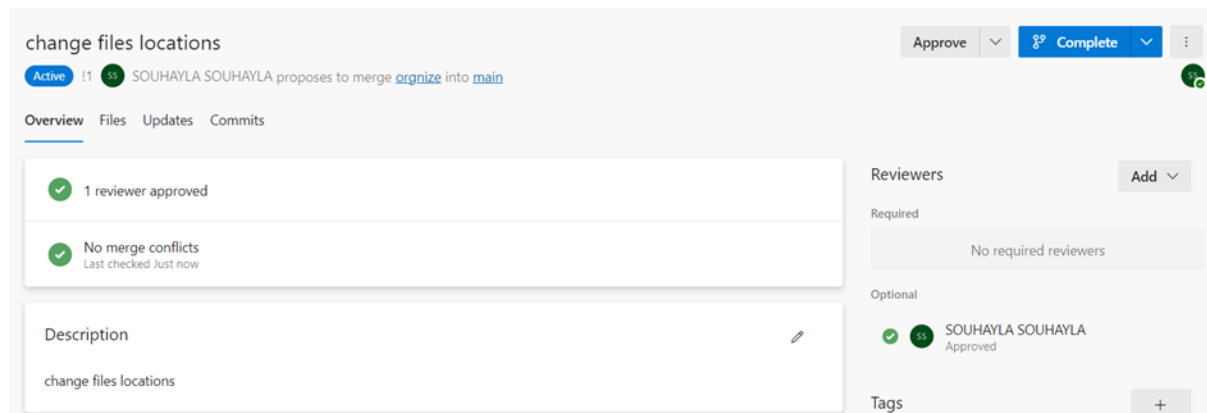 change files locations
Approve
Complete
Active !1 SS SOUHAYLA SOUHAYLA proposes to merge orgnize into main
SS
Overview Files Updates Commits
1 reviewer approved
No merge conflicts
Last checked Just now
Description
change files locations
Reviewers
Add
Required
No required reviewers
Optional
SS SOUHAYLA SOUHAYLA
Approved
Tags